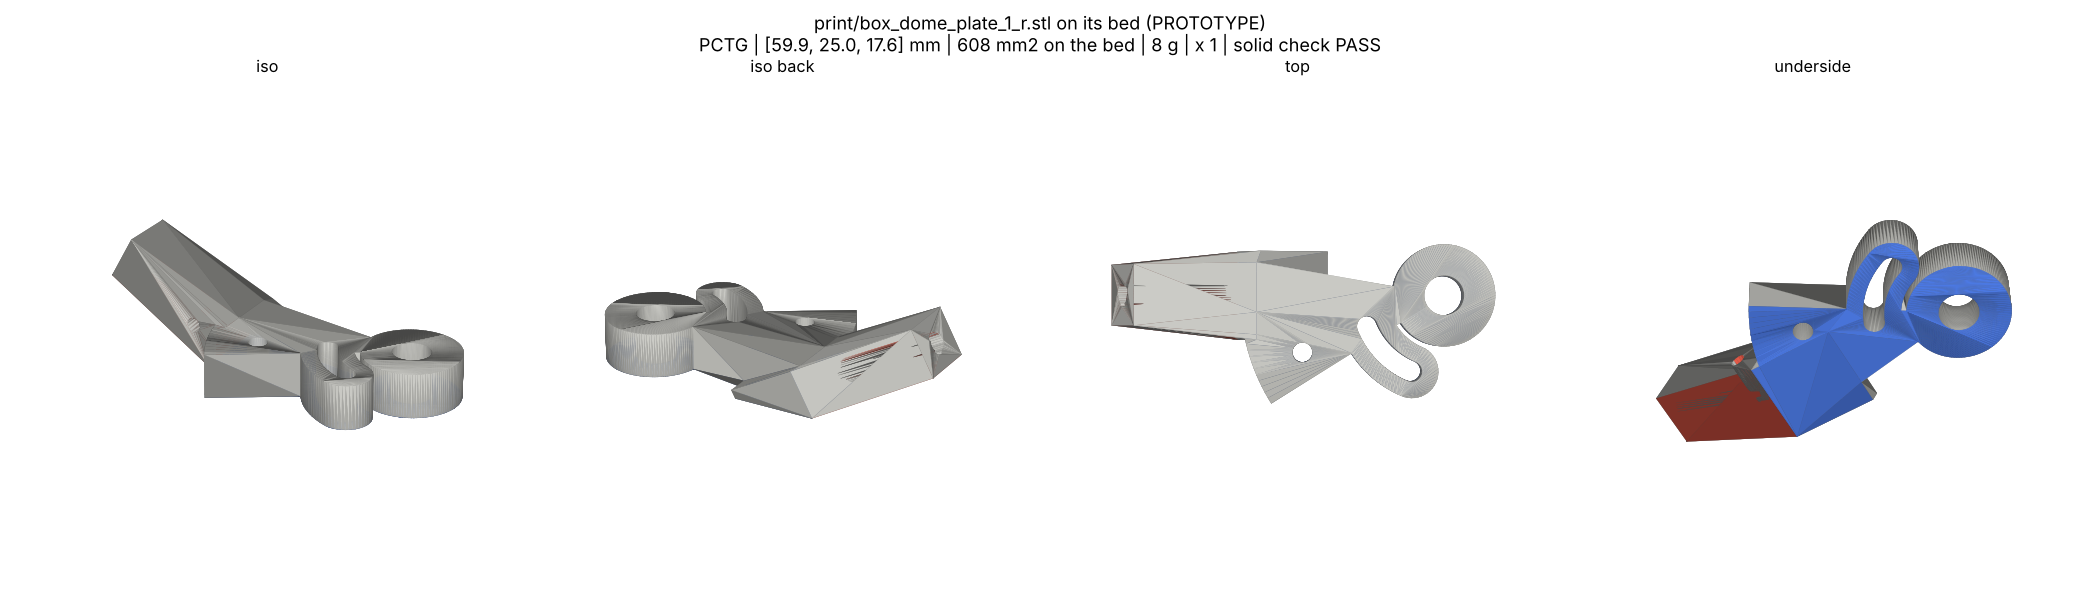 print/box_dome_plate_1_r.stl on its bed (PROTOTYPE)
PCTG | [59.9, 25.0, 17.6] mm | 608 mm2 on the bed | 8 g | x 1 | solid check PASS
iso
iso back
top
underside